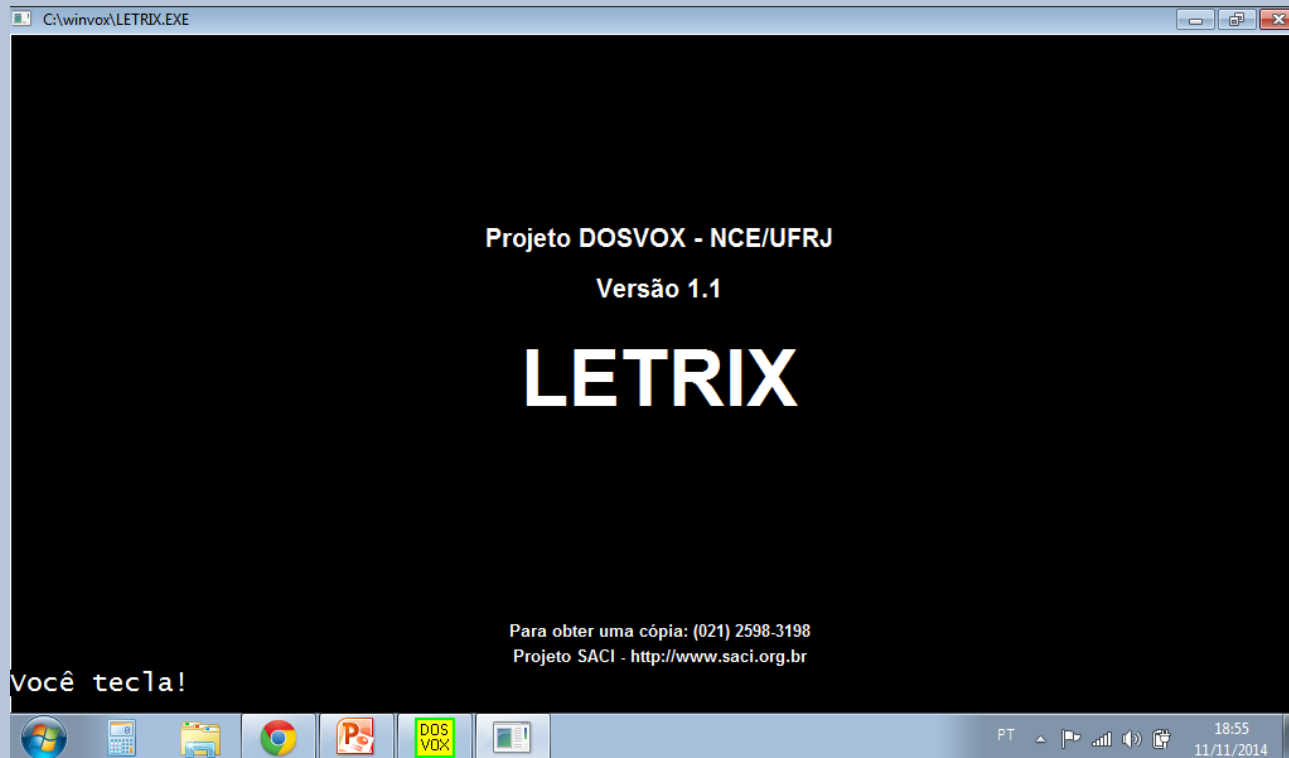 C:\winvox\LETRIX.EXE
Projeto DOSVOX - NCE/UFRJ
Versão 1.1
LETRIX
Para obter uma cópia: (021) 2598-3198
Projeto SACI - http://www.saci.org.br
Você tecla!
DOS
VOX
PT
18:55
11/11/2014